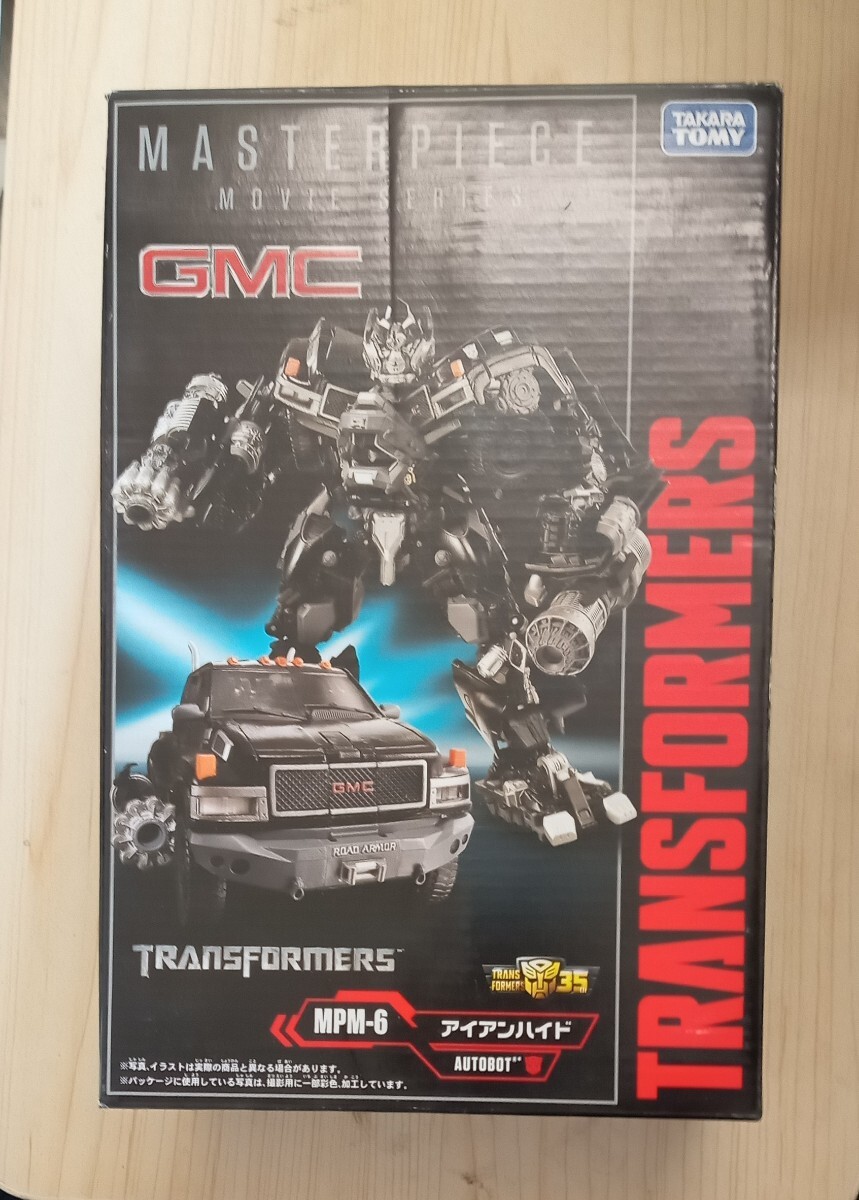 MASTERPIECE
MOVIE SERIES
TAKARA
TOMY
GMC
TRANSFORMERS
GMC
ROAD ARMOR
TRANSFORMERS
TRANS
FORMERS
35
MPM-6
アイアンハイド
AUTOBOT
※写真、イラストは実際の商品と異なる場合があります。
※パッケージに使用している写真は、撮影用に一部彩色、加工しています。